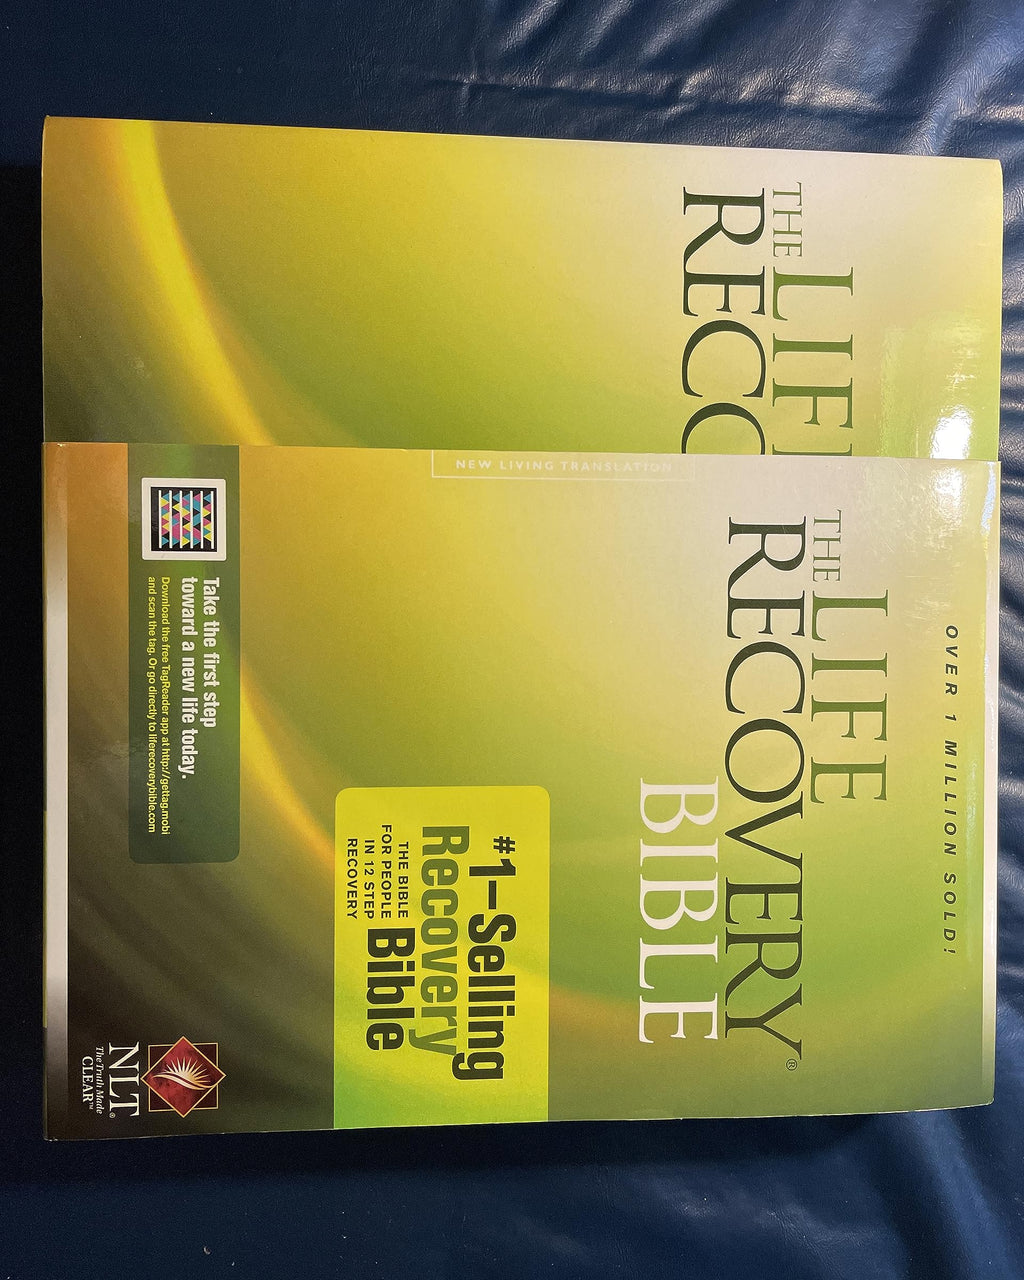 THE LIFE
RECO
NEW LIVING TRANSLATION
OVER 1 MILLION SOLD!
THE LIFE
RECOVERY®
BIBLE
#1–Selling
Recovery
THE BIBLE
FOR PEOPLE
IN 12 STEP
RECOVERY
Bible
Take the first step
toward a new life today.
Download the free TagReader app at http://gettag.mobi
and scan the tag. Or go directly to liferecoverybible.com
NLT®
The Truth Made
CLEAR™